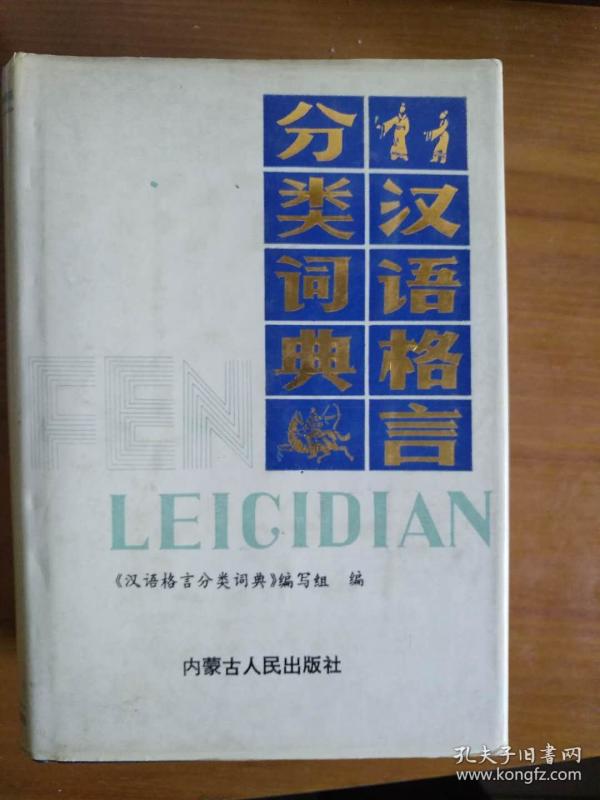 汉语格言
分类词典
FEN
LEICIDIAN
《汉语格言分类词典》编写组 编
内蒙古人民出版社
孔夫子旧书网
www.kongfz.com